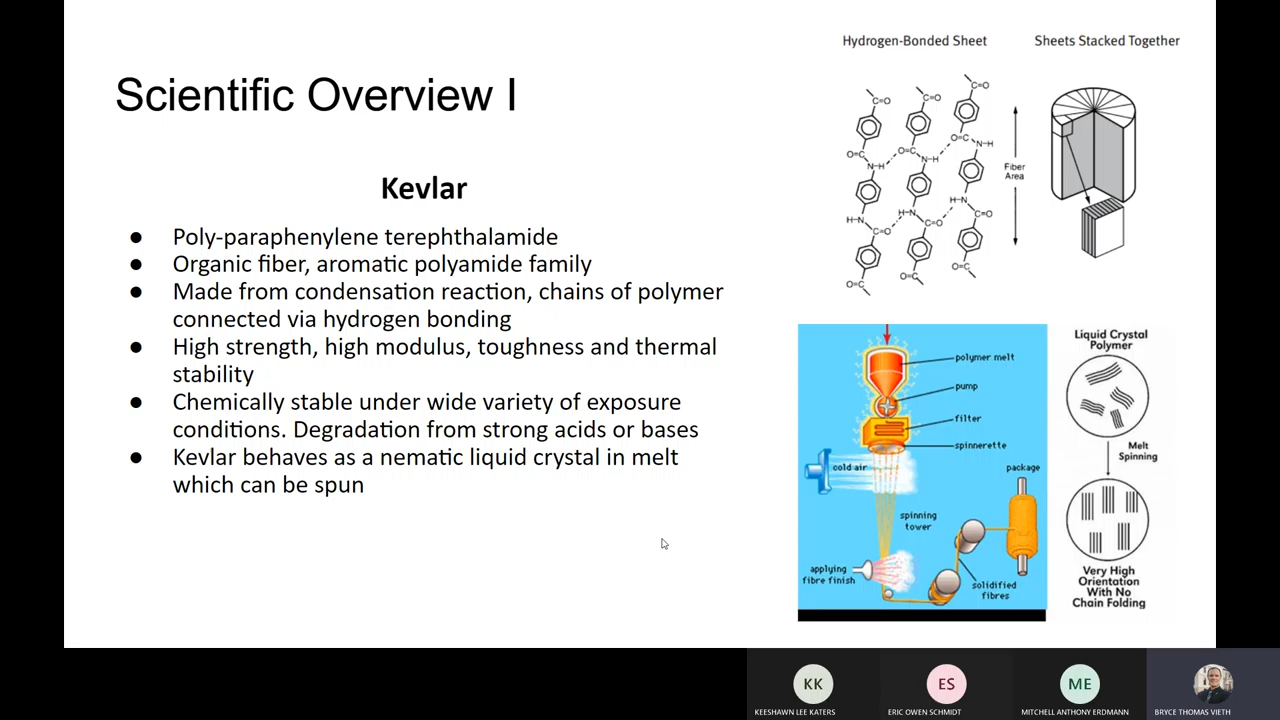 Scientific Overview I
Kevlar
● Poly-paraphenylene terephthalamide
● Organic fiber, aromatic polyamide family
● Made from condensation reaction, chains of polymer
connected via hydrogen bonding
● High strength, high modulus, toughness and thermal
stability
● Chemically stable under wide variety of exposure
conditions. Degradation from strong acids or bases
● Kevlar behaves as a nematic liquid crystal in melt
which can be spun
Hydrogen-Bonded Sheet
Sheets Stacked Together
C=O
C=O
C=O
O=C
N-H
O=C
N-H
O=C
N-H
H-N
C=O
H-N
C=O
H-N
C=O
O=C
O=C
O=C
Fiber
Area
polymer melt
pump
filter
spinnerette
cold air
package
spinning
tower
applying
fibre finish
solidified
fibres
Liquid Crystal
Polymer
Melt
Spinning
Very High
Orientation
With No
Chain Folding
KK
KEESHAWN LEE KATERS
ES
ERIC OWEN SCHMIDT
ME
MITCHELL ANTHONY ERDMANN
BRYCE THOMAS VIETH